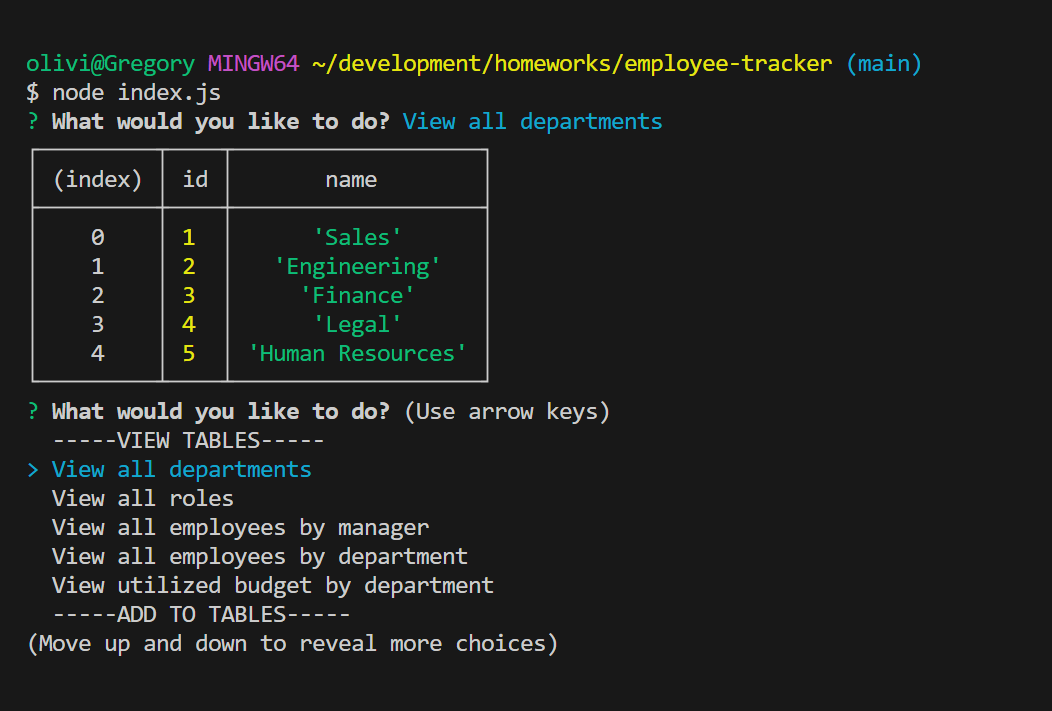 olivi@Gregory MINGW64 ~/development/homeworks/employee-tracker (main)
$ node index.js
? What would you like to do? View all departments
(index) id name
0 1 'Sales'
1 2 'Engineering'
2 3 'Finance'
3 4 'Legal'
4 5 'Human Resources'
? What would you like to do? (Use arrow keys)
-----VIEW TABLES-----
> View all departments
View all roles
View all employees by manager
View all employees by department
View utilized budget by department
-----ADD TO TABLES-----
(Move up and down to reveal more choices)